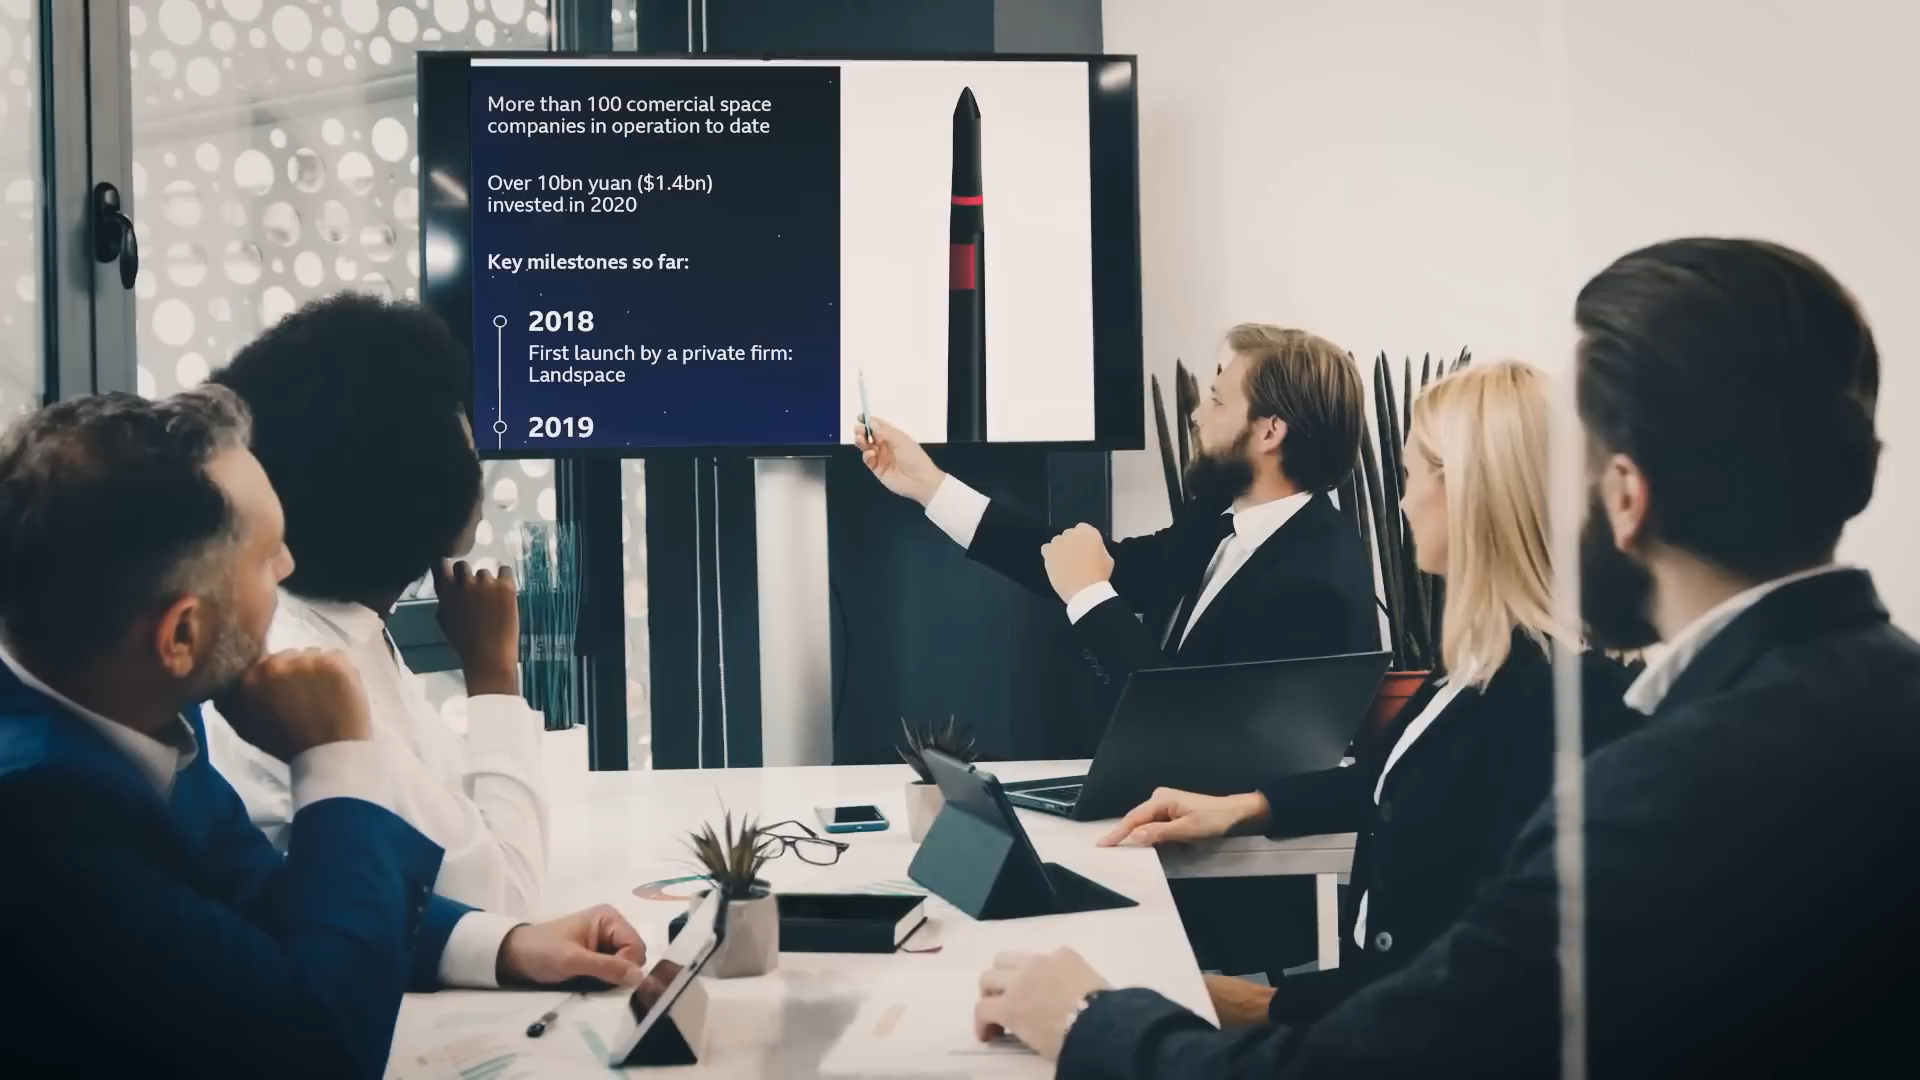 More than 100 comercial space
companies in operation to date
Over 10bn yuan ($1.4bn)
invested in 2020
Key milestones so far:
2018
First launch by a private firm:
Landspace
2019